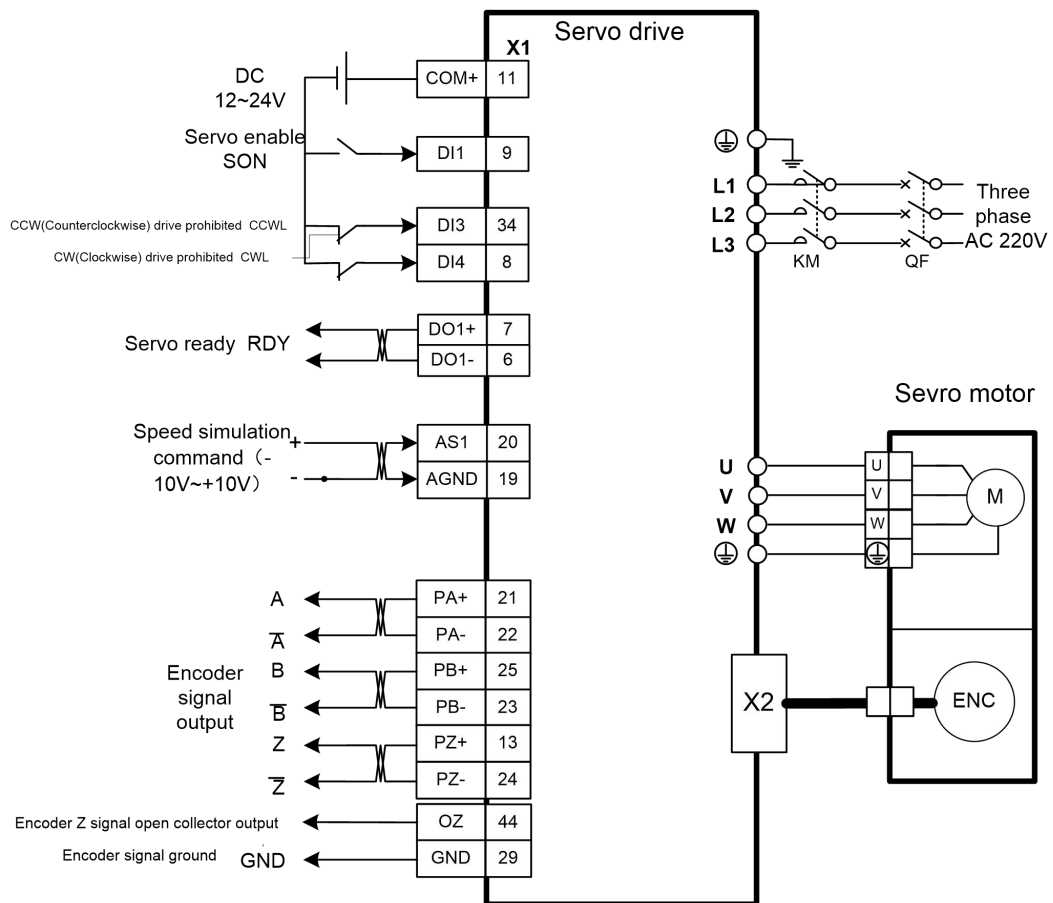 Servo drive
X1
DC
12~24V
COM+ 11
Servo enable
SON
DI1 9
CCW(Counterclockwise) drive prohibited CCWL
DI3 34
CW(Clockwise) drive prohibited CWL
DI4 8
Servo ready RDY
DO1+ 7
DO1- 6
Speed simulation
command（-
10V~+10V）
+
-
AS1 20
AGND 19
Encoder
signal
output
A
PA+ 21
A
PA- 22
B
PB+ 25
B
PB- 23
Z
PZ+ 13
Z
PZ- 24
Encoder Z signal open collector output
OZ 44
Encoder signal ground GND
GND 29
L1
L2
L3
KM
QF
Three
phase
AC 220V
Sevro motor
U
V
W
U
V
W
M
X2
ENC